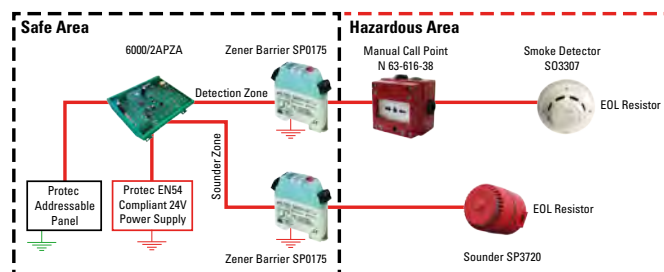 Safe Area
Hazardous Area
6000/2APZA
Zener Barrier SP0175
Manual Call Point
N 63-616-38
Smoke Detector
SO3307
Detection Zone
EOL Resistor
Sounder Zone
Protec
Addressable
Panel
Protec EN54
Compliant 24V
Power Supply
EOL Resistor
Zener Barrier SP0175
Sounder SP3720